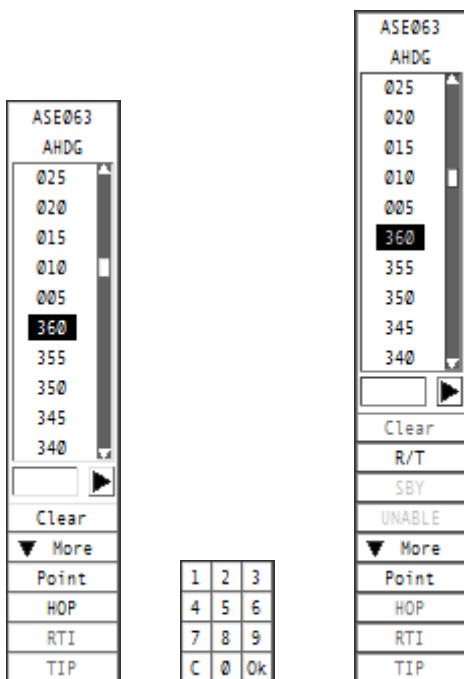 ASEØ63
AHDG
Ø25
Ø2Ø
Ø15
Ø1Ø
ØØ5
36Ø
355
35Ø
345
34Ø
Clear
▼ More
Point
HOP
RTI
TIP
1 2 3
4 5 6
7 8 9
C Ø Ok
ASEØ63
AHDG
Ø25
Ø2Ø
Ø15
Ø1Ø
ØØ5
36Ø
355
35Ø
345
34Ø
Clear
R/T
SBY
UNABLE
▼ More
Point
HOP
RTI
TIP